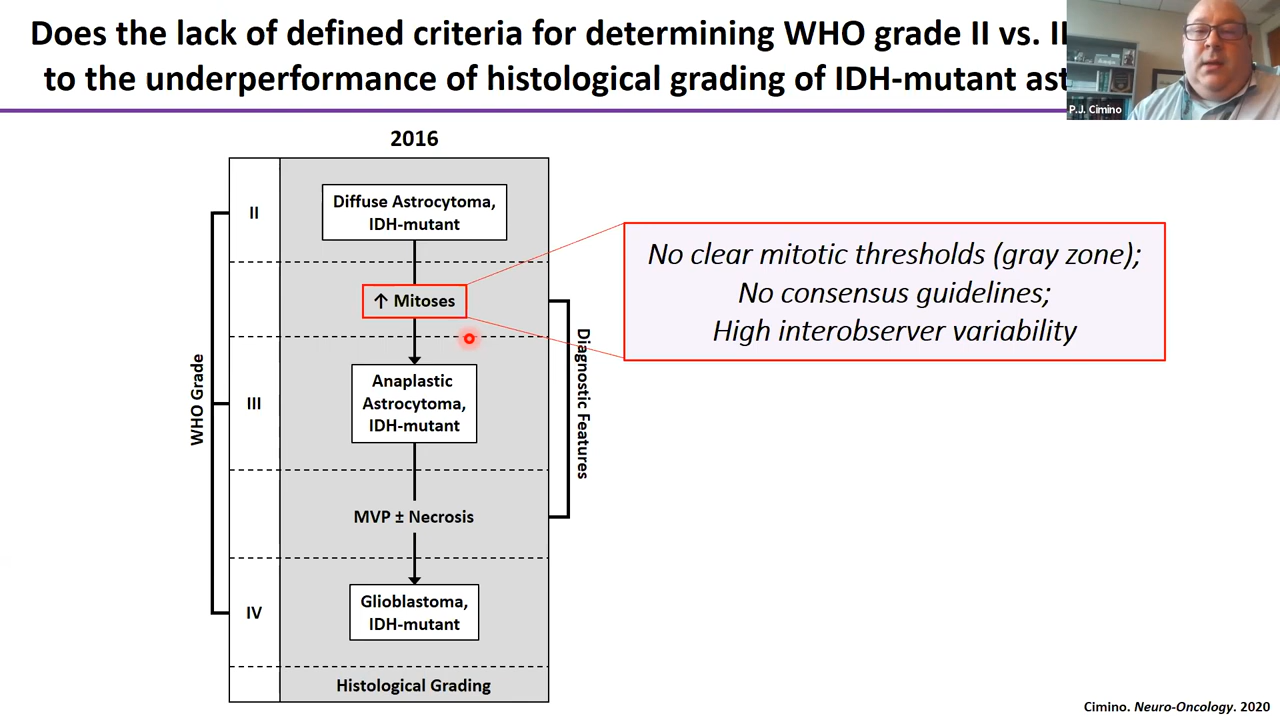 Does the lack of defined criteria for determining WHO grade II vs.
to the underperformance of histological grading of IDH-mutant
P.J. Cimino
2016
WHO Grade
II
Diffuse Astrocytoma,
IDH-mutant
↑ Mitoses
No clear mitotic thresholds (gray zone);
No consensus guidelines;
High interobserver variability
Diagnostic Features
III
Anaplastic
Astrocytoma,
IDH-mutant
MVP ± Necrosis
IV
Glioblastoma,
IDH-mutant
Histological Grading
Cimino. Neuro-Oncology. 2020